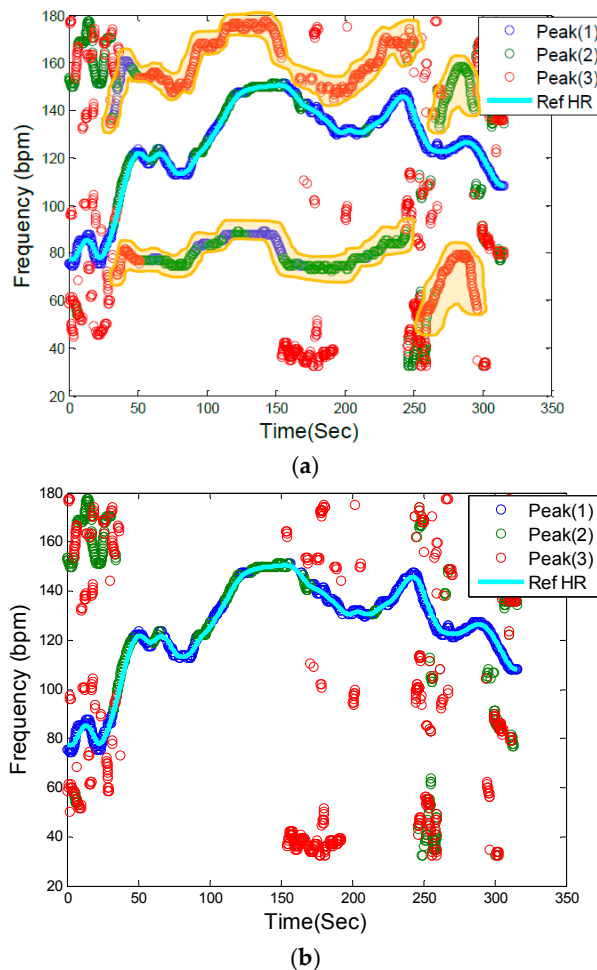 180
160
140
120
100
80
60
40
20
Frequency (bpm)
0 50 100 150 200 250 300 350
Time(Sec)
Peak(1)
Peak(2)
Peak(3)
Ref HR
(a)
180
160
140
120
100
80
60
40
20
Frequency (bpm)
0 50 100 150 200 250 300 350
Time(Sec)
Peak(1)
Peak(2)
Peak(3)
Ref HR
(b)